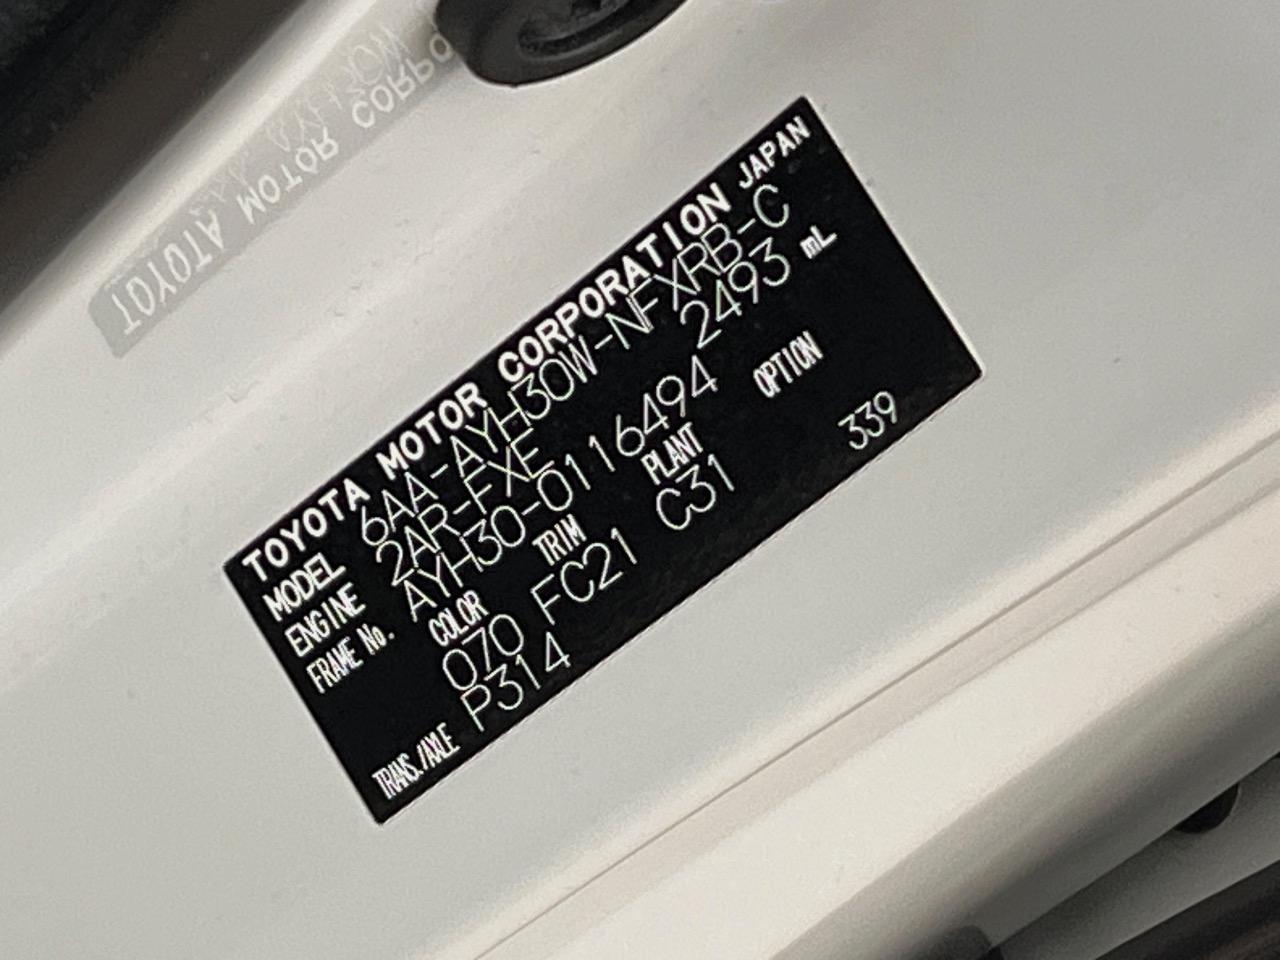 TOYOTA MOTOR CORPORATION JAPAN
MODEL 6AA-AYH30W-NFXRB-C
ENGINE 2AR-FXE 2493 mL
FRAME No. AYH30-0116494
COLOR TRIM PLANT OPTION
070 FC21 C31 339
TRANS./AXLE P314
TOYOTA MOTOR CORPO